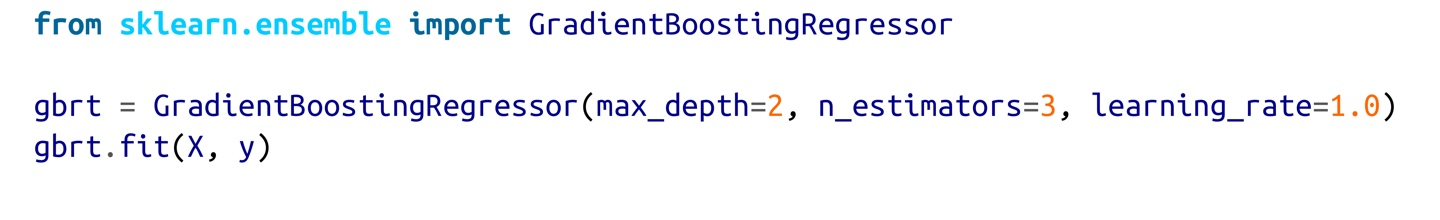 from sklearn.ensemble import GradientBoostingRegressor
gbrt = GradientBoostingRegressor(max_depth=2, n_estimators=3, learning_rate=1.0)
gbrt.fit(X, y)